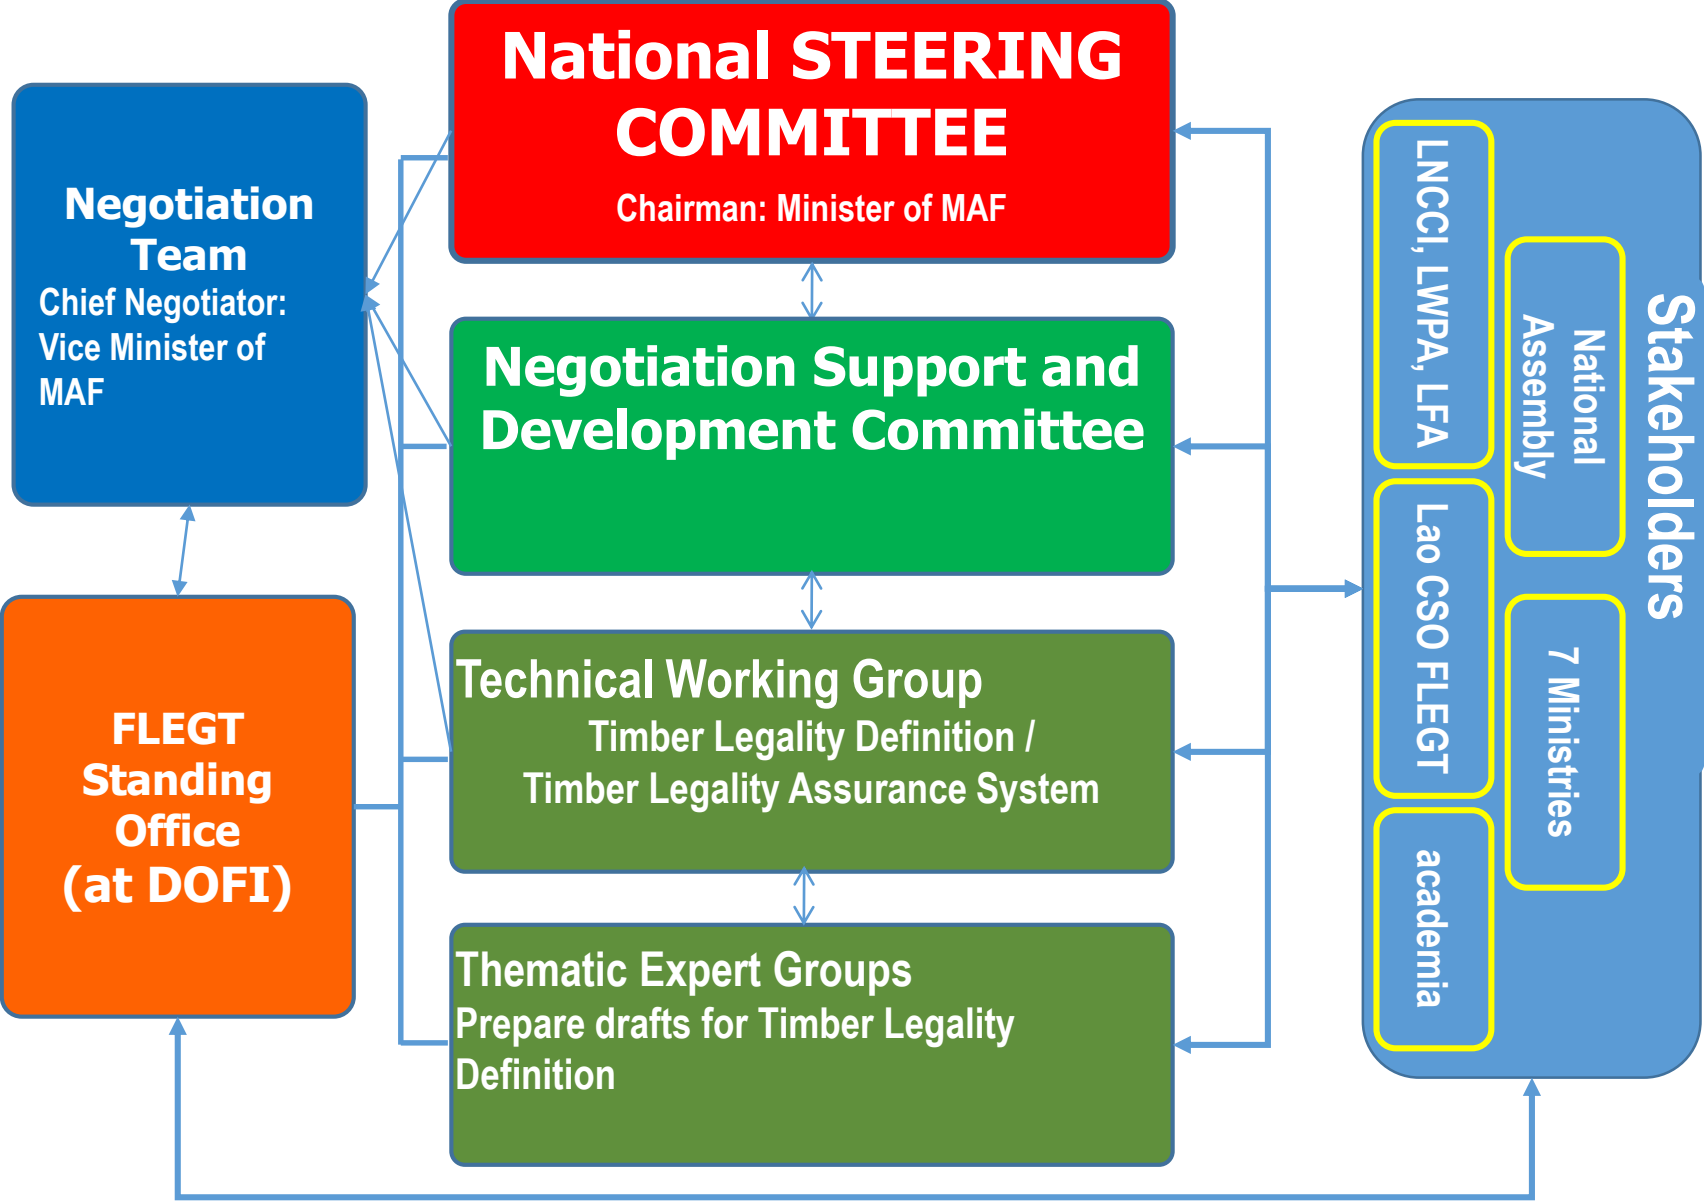 National STEERING
COMMITTEE
Chairman: Minister of MAF
Negotiation
Team
Chief Negotiator:
Vice Minister of
MAF
Negotiation Support and
Development Committee
Technical Working Group
Timber Legality Definition /
Timber Legality Assurance System
FLEGT
Standing
Office
(at DOFI)
Thematic Expert Groups
Prepare drafts for Timber Legality
Definition
Stakeholders
National
Assembly
7 Ministries
LNCCI, LWPA, LFA
Lao CSO FLEGT
academia